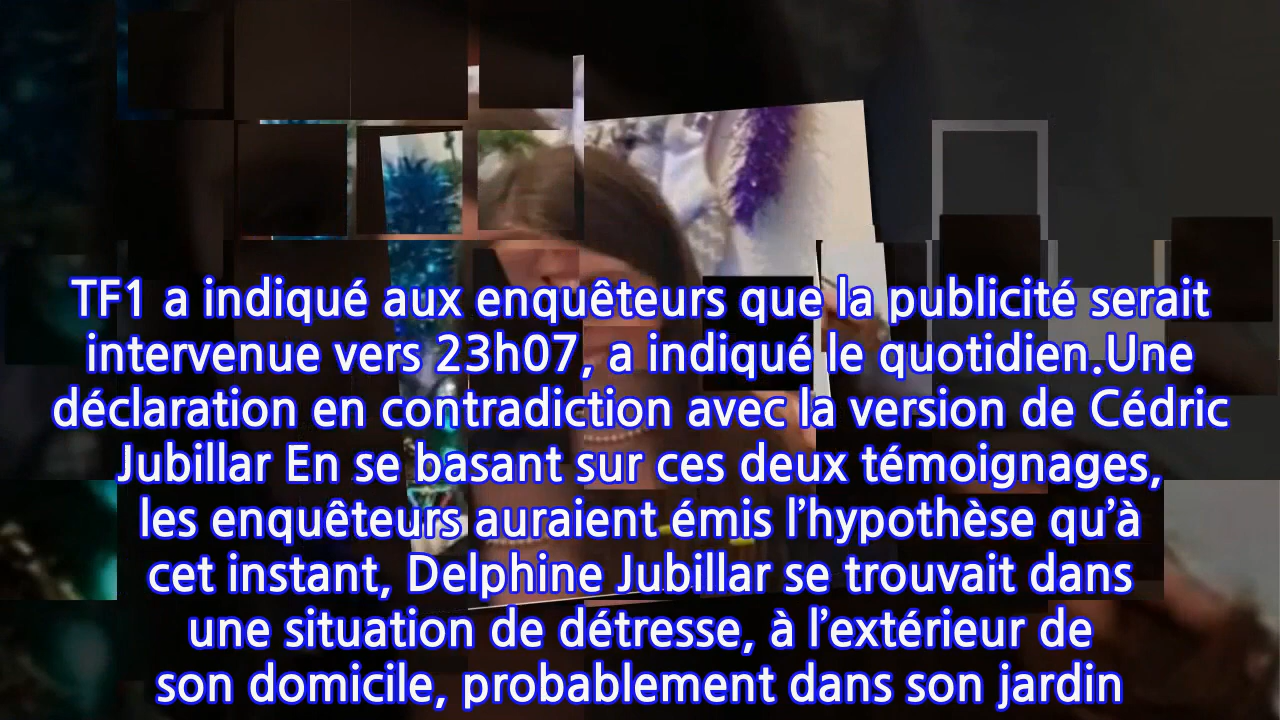 TF1 a indiqué aux enquêteurs que la publicité serait
intervenue vers 23h07, a indiqué le quotidien.Une
déclaration en contradiction avec la version de Cédric
Jubillar En se basant sur ces deux témoignages,
les enquêteurs auraient émis l’hypothèse qu’à
cet instant, Delphine Jubillar se trouvait dans
une situation de détresse, à l’extérieur de
son domicile, probablement dans son jardin